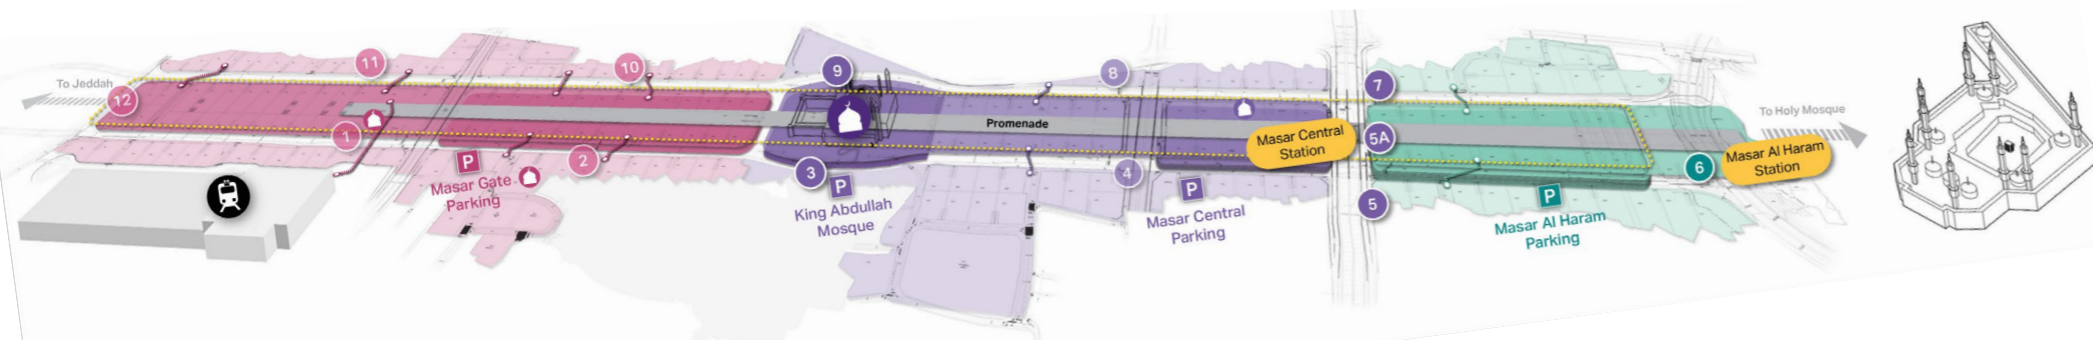 To Jeddah
12
11
10
9
8
7
To Holy Mosque
Promenade
Masar Central
Station
5A
1
2
3
4
5
6
Masar Al Haram
Station
P
Masar Gate
Parking
P
King Abdullah
Mosque
P
Masar Central
Parking
P
Masar Al Haram
Parking